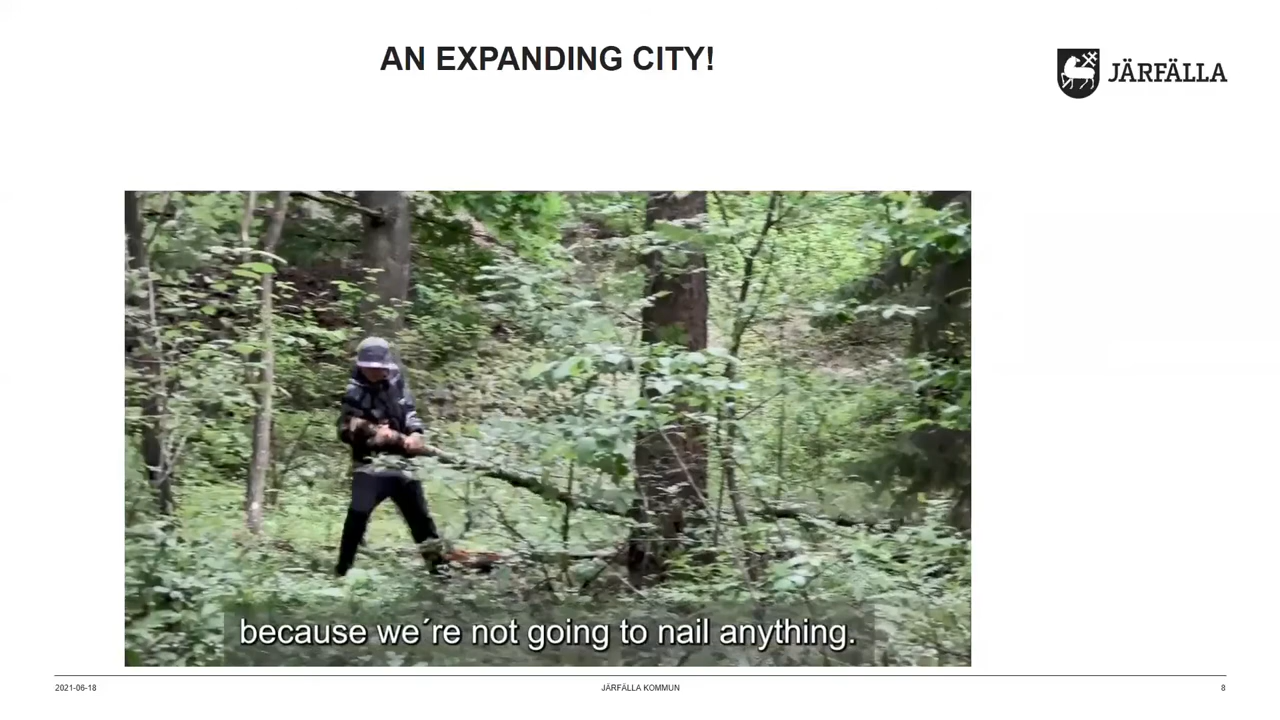 AN EXPANDING CITY!
JÄRFÄLLA
because we´re not going to nail anything.
2021-06-18
JÄRFÄLLA KOMMUN
8